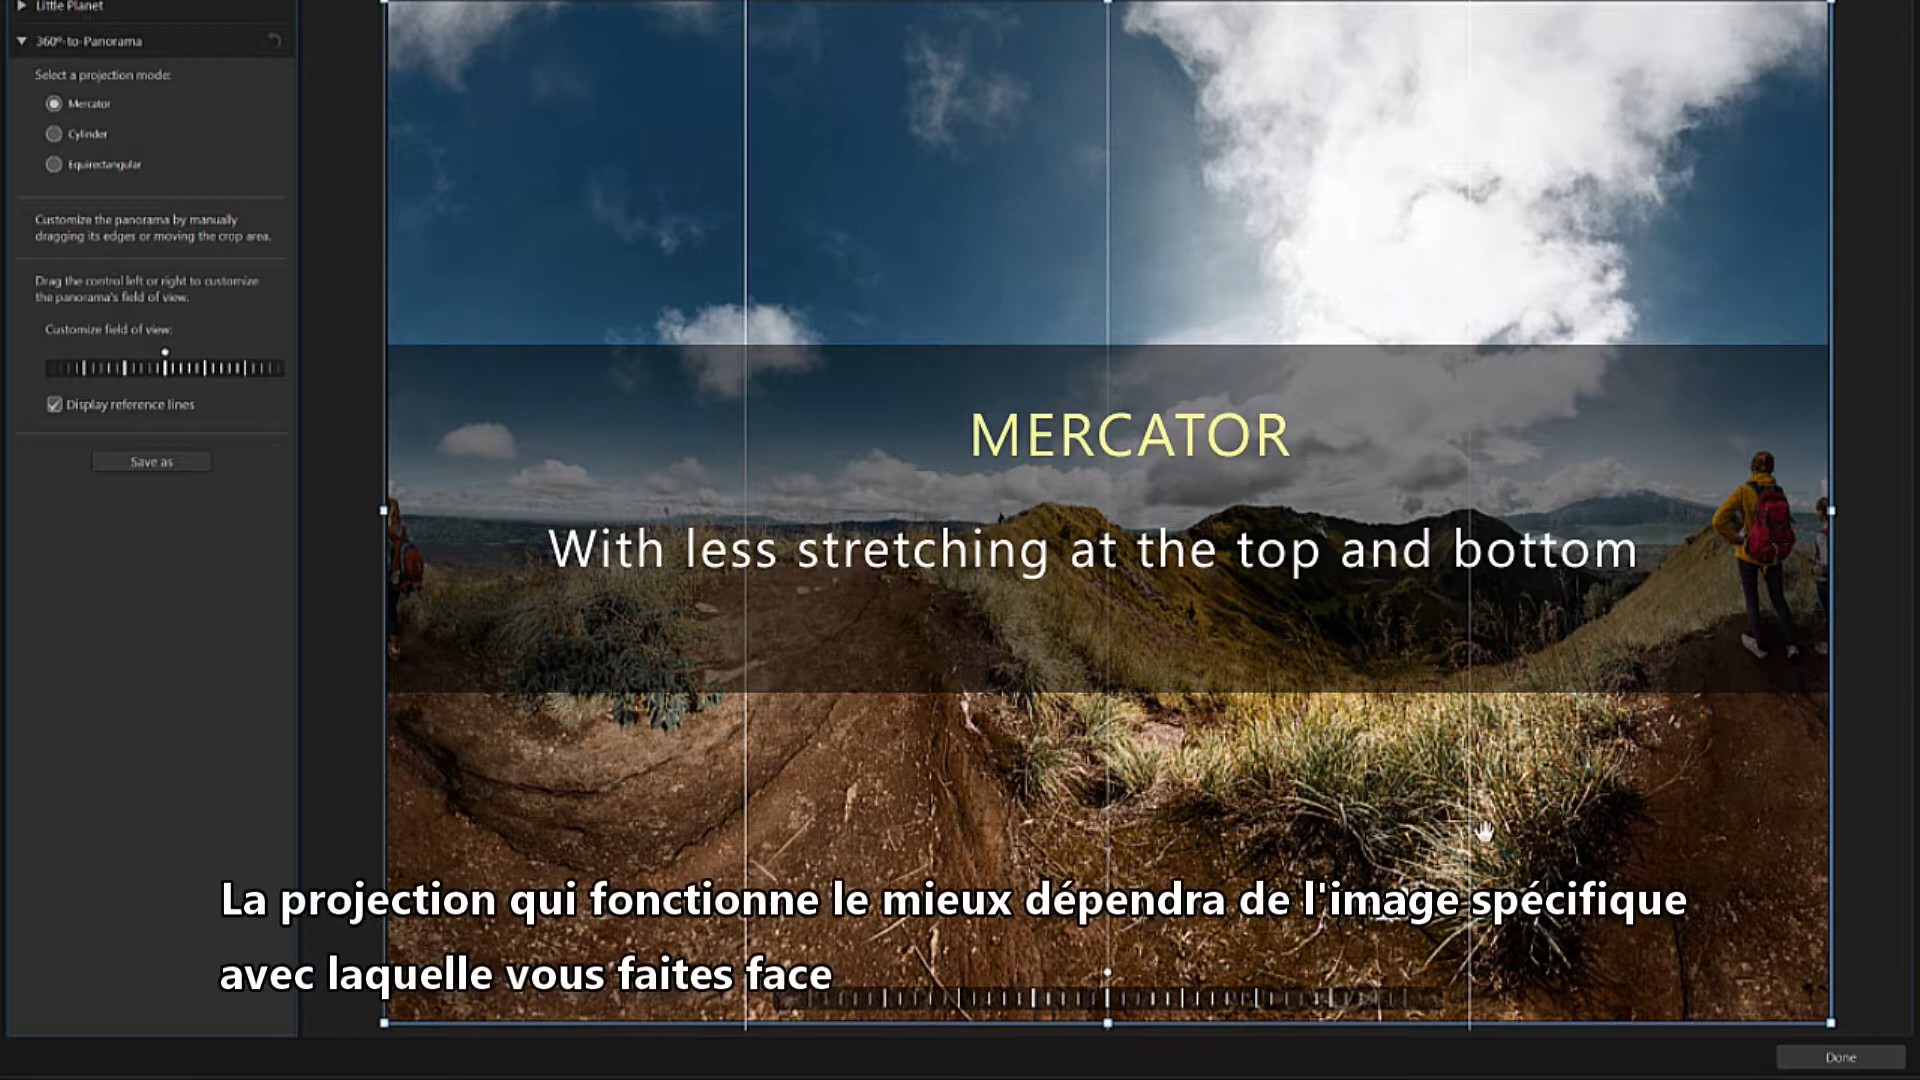 Little Planet
360º-to-Panorama
Select a projection mode:
Mercator
Cylinder
Equirectangular
Customize the panorama by manually
dragging its edges or moving the crop area.
Drag the control left or right to customize
the panorama's field of view.
Customize field of view:
Display reference lines
Save as
MERCATOR
With less stretching at the top and bottom
La projection qui fonctionne le mieux dépendra de l'image spécifique
avec laquelle vous faites face
Done